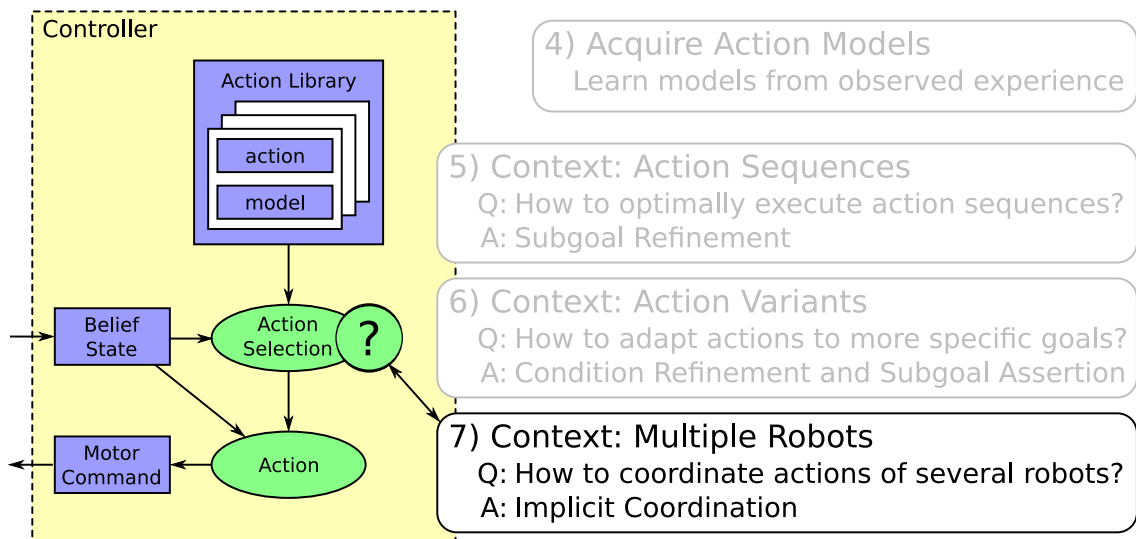 Controller
Action Library
action
model
Belief
State
Action
Selection
?
Motor
Command
Action
4) Acquire Action Models
Learn models from observed experience
5) Context: Action Sequences
Q: How to optimally execute action sequences?
A: Subgoal Refinement
6) Context: Action Variants
Q: How to adapt actions to more specific goals?
A: Condition Refinement and Subgoal Assertion
7) Context: Multiple Robots
Q: How to coordinate actions of several robots?
A: Implicit Coordination